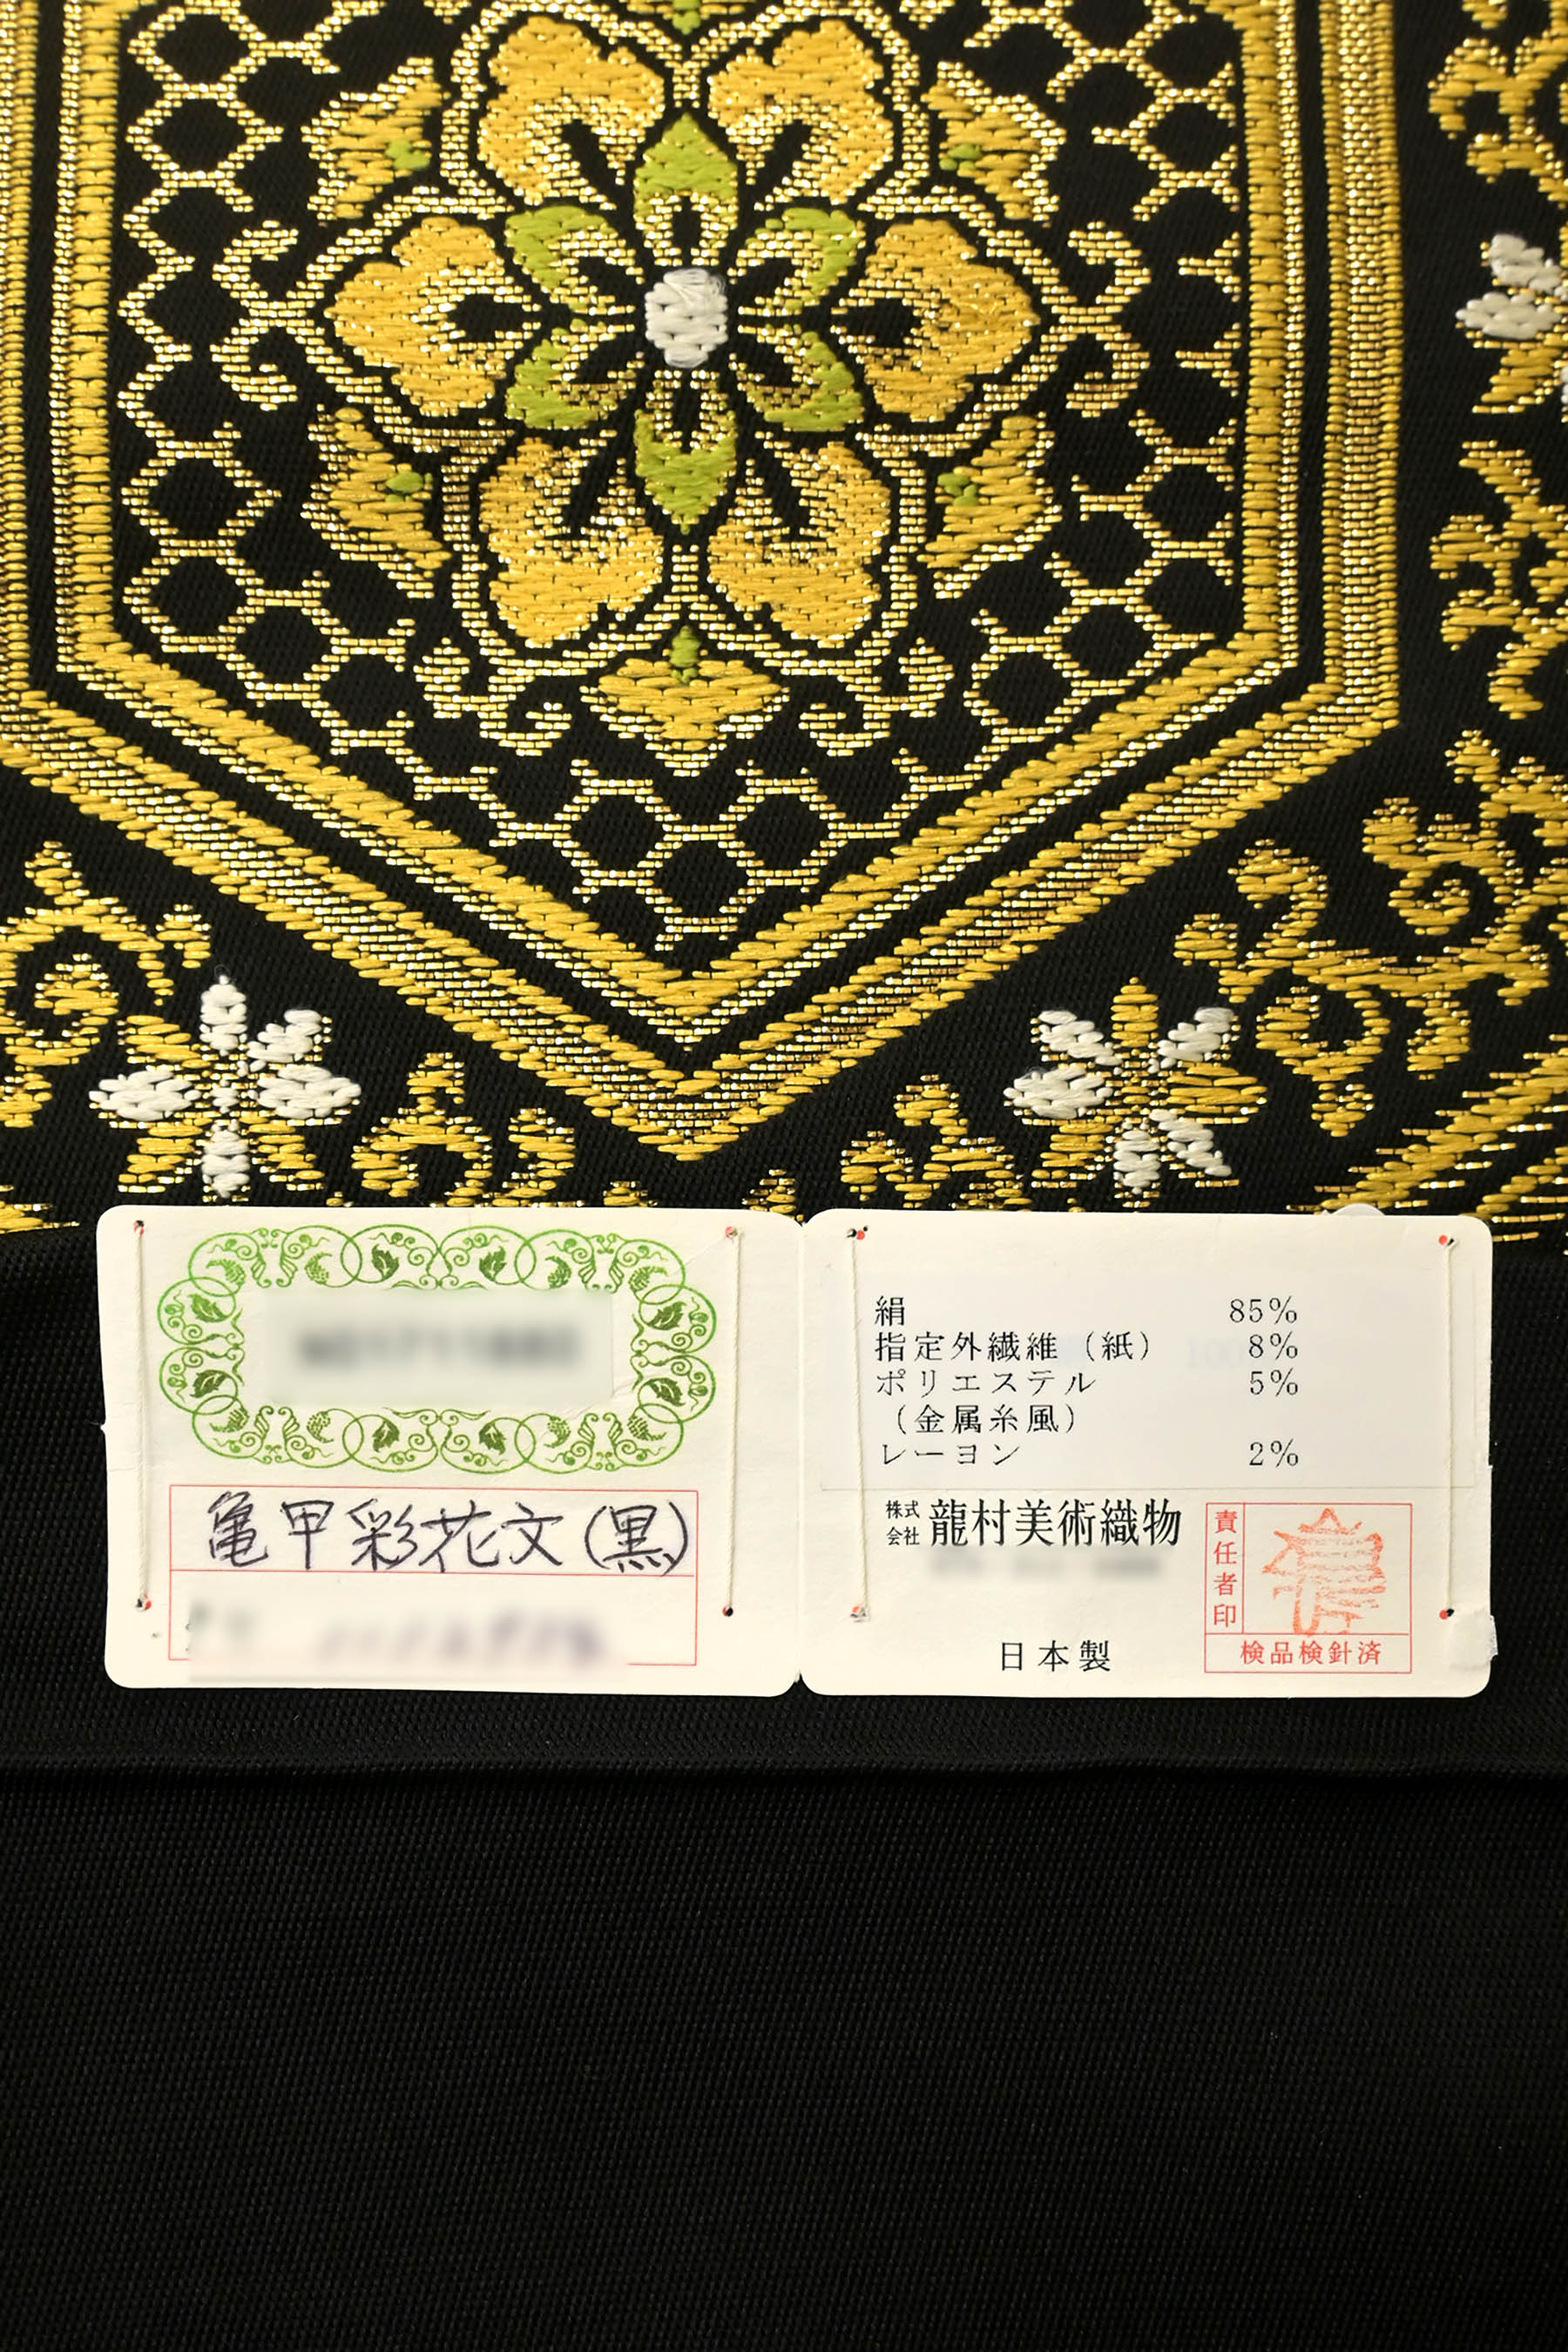 亀甲彩花文(黒)
絹 85%
指定外繊維（紙） 8%
ポリエステル 5%
（金属糸風）
レーヨン 2%
株式会社 龍村美術織物
責任者印
日本製
検品検針済